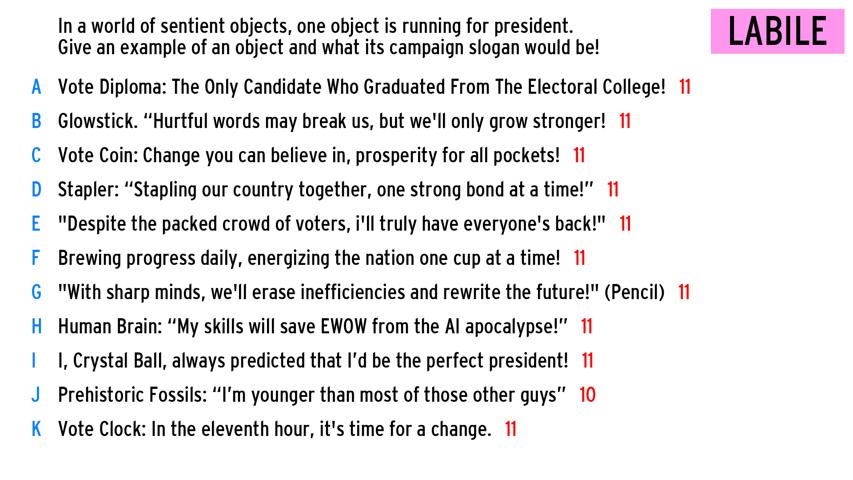 In a world of sentient objects, one object is running for president.
Give an example of an object and what its campaign slogan would be!
LABILE
A Vote Diploma: The Only Candidate Who Graduated From The Electoral College! 11
B Glowstick. “Hurtful words may break us, but we'll only grow stronger! 11
C Vote Coin: Change you can believe in, prosperity for all pockets! 11
D Stapler: “Stapling our country together, one strong bond at a time!” 11
E "Despite the packed crowd of voters, i'll truly have everyone's back!" 11
F Brewing progress daily, energizing the nation one cup at a time! 11
G "With sharp minds, we'll erase inefficiencies and rewrite the future!" (Pencil) 11
H Human Brain: “My skills will save EWOW from the AI apocalypse!” 11
I I, Crystal Ball, always predicted that I’d be the perfect president! 11
J Prehistoric Fossils: “I’m younger than most of those other guys” 10
K Vote Clock: In the eleventh hour, it's time for a change. 11